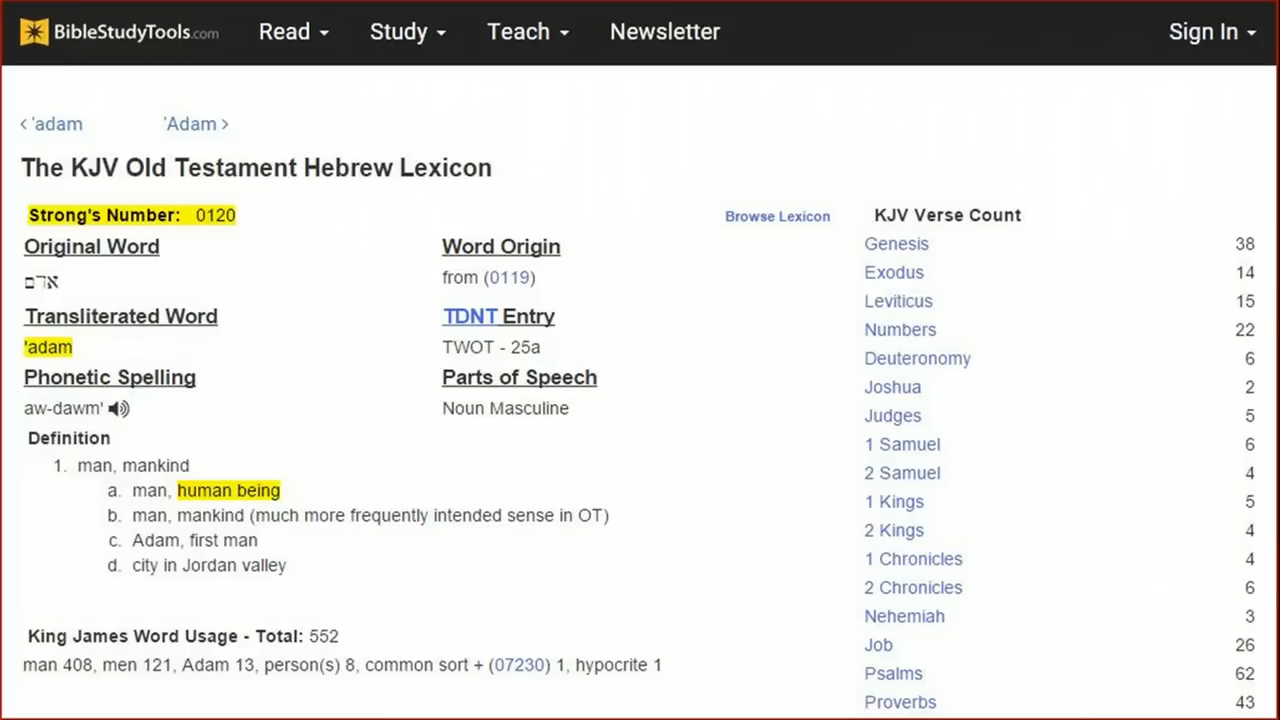 BibleStudyTools.com Read Study Teach Newsletter Sign In
< 'adam 'Adam >
The KJV Old Testament Hebrew Lexicon
Strong's Number: 0120
Browse Lexicon
Original Word
Word Origin
אדם
from (0119)
Transliterated Word
TDNT Entry
'adam
TWOT - 25a
Phonetic Spelling
Parts of Speech
aw-dawm'
Noun Masculine
Definition
1. man, mankind
a. man, human being
b. man, mankind (much more frequently intended sense in OT)
c. Adam, first man
d. city in Jordan valley
King James Word Usage - Total: 552
man 408, men 121, Adam 13, person(s) 8, common sort + (07230) 1, hypocrite 1
KJV Verse Count
Genesis 38
Exodus 14
Leviticus 15
Numbers 22
Deuteronomy 6
Joshua 2
Judges 5
1 Samuel 6
2 Samuel 4
1 Kings 5
2 Kings 4
1 Chronicles 4
2 Chronicles 6
Nehemiah 3
Job 26
Psalms 62
Proverbs 43